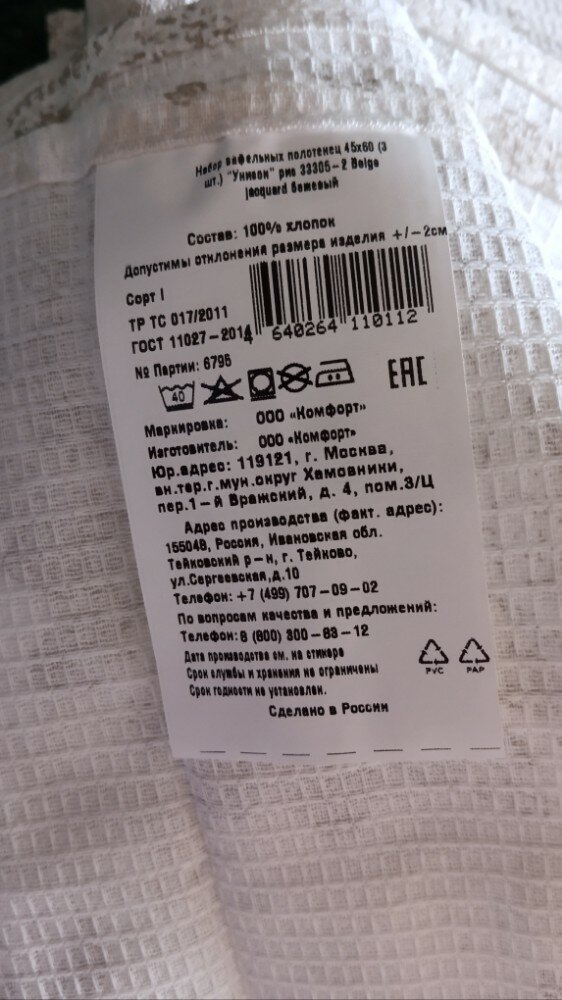 Набор вафельных полотенец 45х60 (3
шт.) "Унисон" рис 33305-2 Beige
jacquard бежевый
Состав: 100% хлопок
Допустимы отклонения размера изделия +/-2см
Сорт I
ТР ТС 017/2011
ГОСТ 11027-2014
4 640264 110112
№ Партии: 6795
40
EAC
Маркировка: ООО «Комфорт»
Изготовитель: ООО «Комфорт»
Юр.адрес: 119121, г. Москва,
вн.тер.г.мун.округ Хамовники,
пер.1-й Вражский, д. 4, пом.3/Ц
Адрес производства (факт. адрес):
155048, Россия, Ивановская обл.
Тейковский р-н, г. Тейково,
ул.Сергеевская,д.10
Телефон: +7 (499) 707-09-02
По вопросам качества и предложений:
Телефон: 8 (800) 300-83-12
Дата производства см. на стикере
Срок службы и хранения не ограничены
Срок годности не установлен.
PVC PAP
Сделано в России